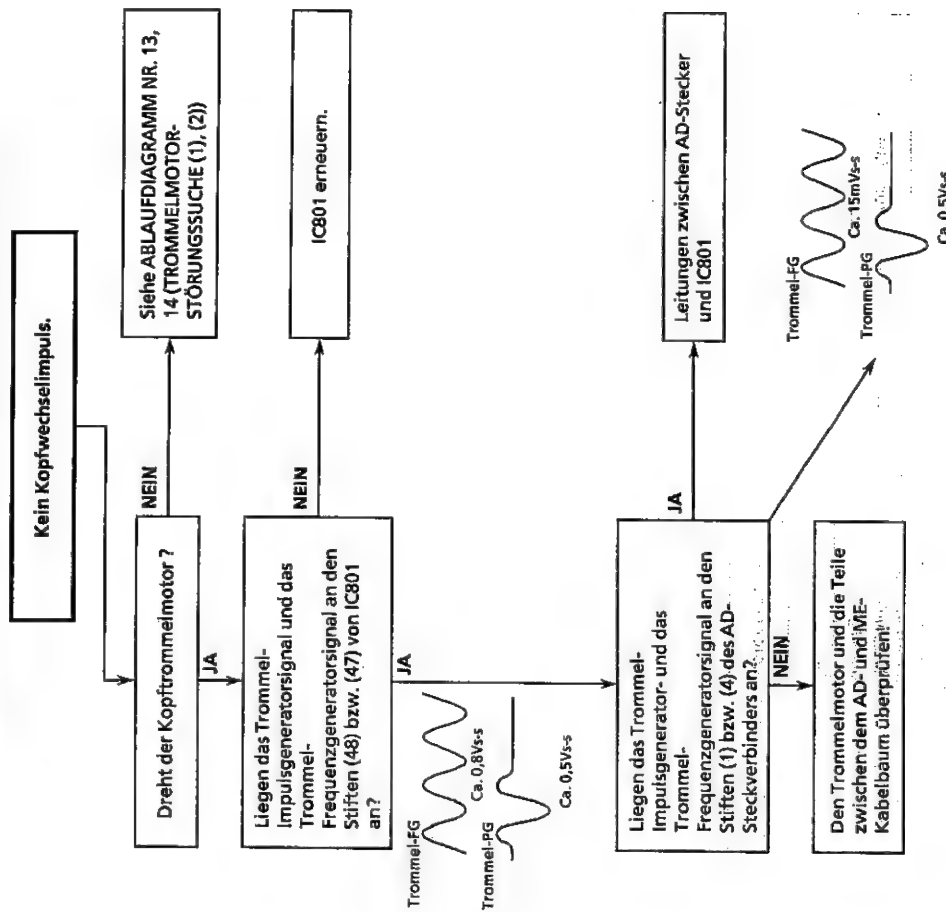 Kein Kopfwechselimpuls.
Dreht der Kopftrommelmotor ?
NEIN
Siehe ABLAUFDIAGRAMM NR. 13,
14 (TROMMELMOTOR-
STÖRUNGSSUCHE (1), (2))
JA
Liegen das Trommel-
Impulsgeneratorsignal und das
Trommel-
Frequenzgeneratorsignal an den
Stiften (48) bzw. (47) von IC801
an?
NEIN
IC801 erneuern.
JA
Trommel-FG
Ca. 0,8Vs-s
Trommel-PG
Ca. 0,5Vs-s
Liegen das Trommel-
Impulsgenerator- und das
Trommel-
Frequenzgeneratorsignal an den
Stiften (1) bzw. (4) des AD-
Steckverbinders an?
JA
Leitungen zwischen AD-Stecker
und IC801
NEIN
Den Trommelmotor und die Teile
zwischen dem AD- und ME-
Kabelbaum überprüfen!
Trommel-FG
Ca. 15mVs-s
Trommel-PG
Ca. 0,5Vs-s